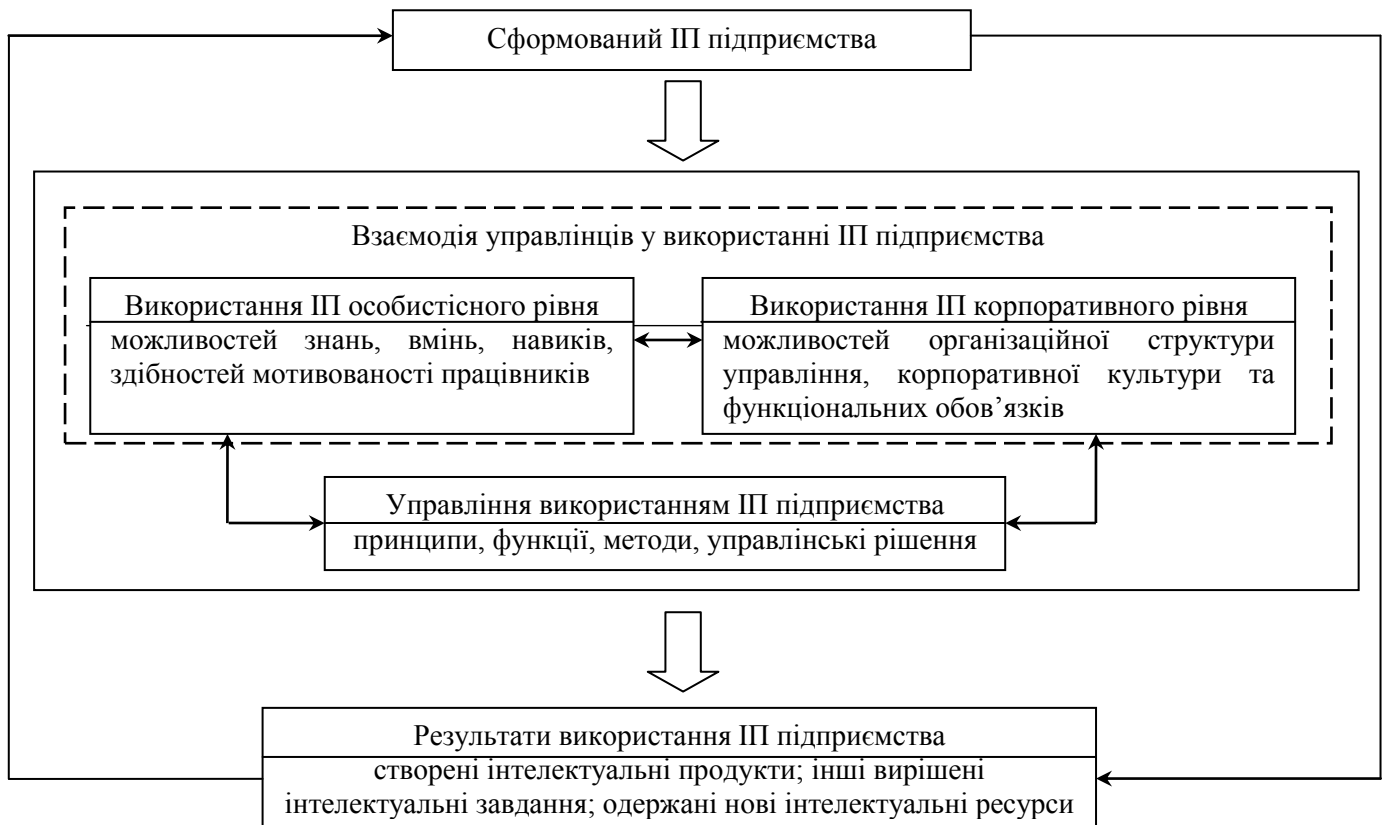 Сформований ІП підприємства
Взаємодія управлінців у використанні ІП підприємства
Використання ІП особистісного рівня
можливостей знань, вмінь, навиків,
здібностей мотивованості працівників
Використання ІП корпоративного рівня
можливостей організаційної структури
управління, корпоративної культури та
функціональних обов’язків
Управління використанням ІП підприємства
принципи, функції, методи, управлінські рішення
Результати використання ІП підприємства
створені інтелектуальні продукти; інші вирішені
інтелектуальні завдання; одержані нові інтелектуальні ресурси